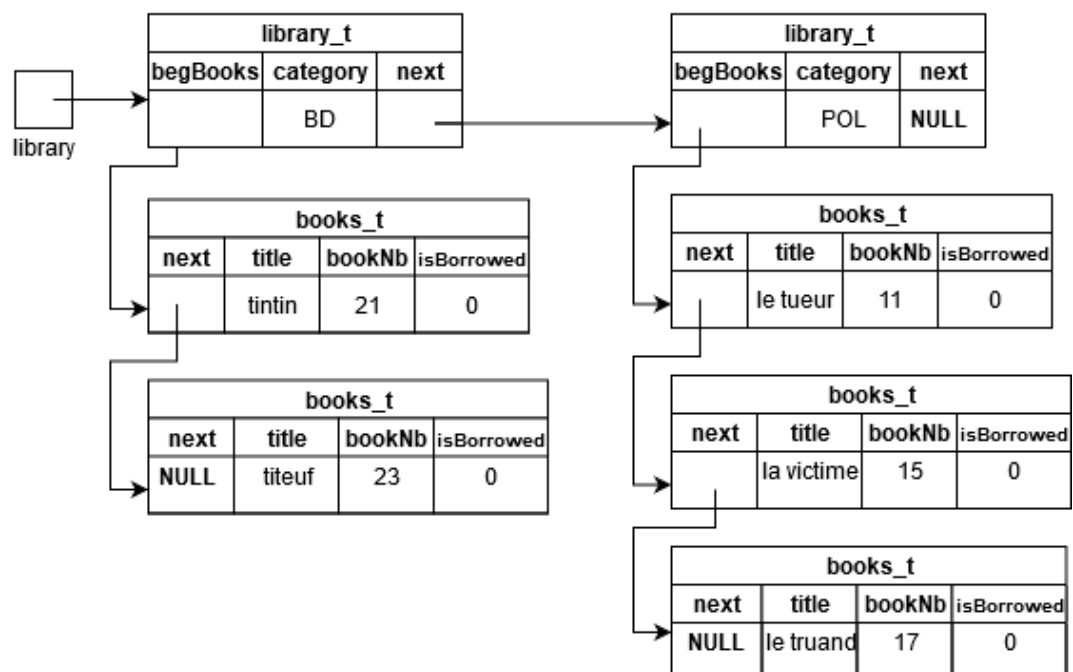 library_t
begBooks category next
BD
library
books_t
next title bookNb isBorrowed
tintin 21 0
books_t
next title bookNb isBorrowed
NULL titeuf 23 0
library_t
begBooks category next
POL NULL
books_t
next title bookNb isBorrowed
le tueur 11 0
books_t
next title bookNb isBorrowed
la victime 15 0
books_t
next title bookNb isBorrowed
NULL le truand 17 0